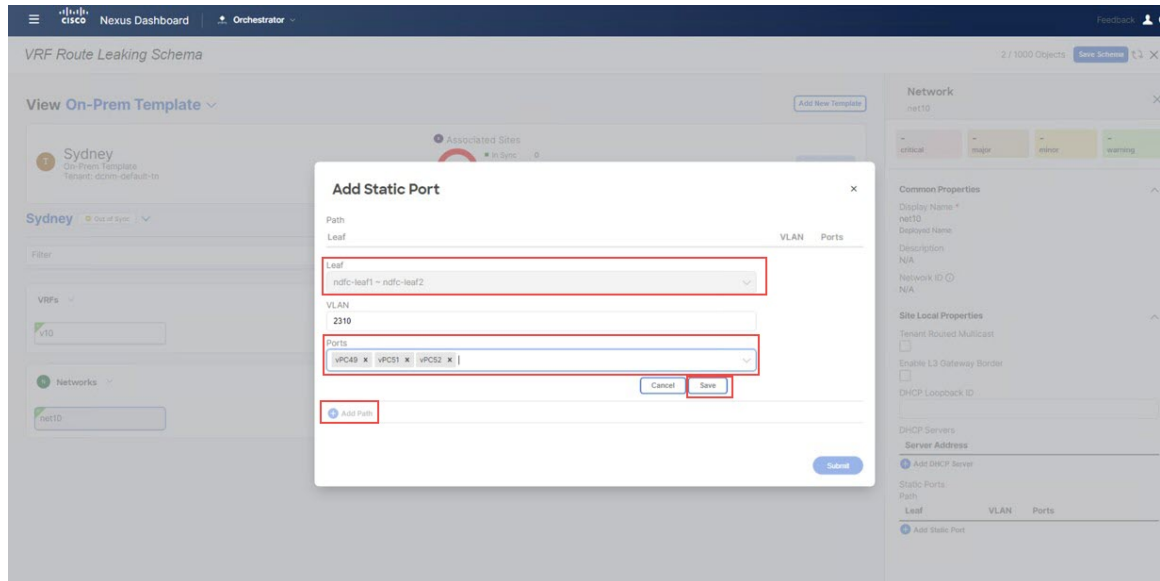 cisco Nexus Dashboard Orchestrator Feedback
VRF Route Leaking Schema 2 / 1000 Objects Save Schema
View On-Prem Template Add New Template
Network
net10
Sydney
On-Prem Template
Tenant: dcnm-default-tn
Associated Sites
In Sync 0
critical major minor warning
Sydney Out of Sync
Filter
VRFs
v10
Networks
net10
Add Static Port
Path
Leaf VLAN Ports
Leaf
ndfc-leaf1 ~ ndfc-leaf2
VLAN
2310
Ports
vPC49 x vPC51 x vPC52 x
Cancel Save
Add Path
Submit
Common Properties
Display Name *
net10
Deployed Name:
Description
N/A
Network ID
N/A
Site Local Properties
Tenant Routed Multicast
Enable L3 Gateway Border
DHCP Loopback ID
DHCP Servers
Server Address
Add DHCP Server
Static Ports
Path
Leaf VLAN Ports
Add Static Port